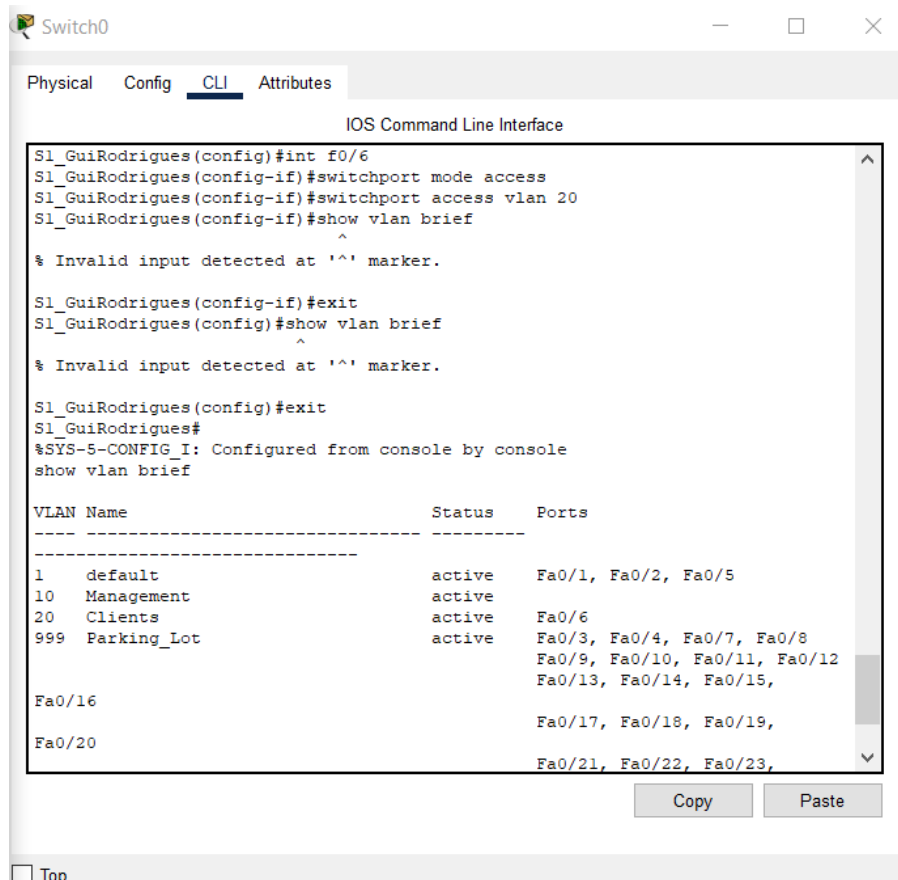 Switch0
Physical Config CLI Attributes
IOS Command Line Interface
S1_GuiRodrigues(config)#int f0/6
S1_GuiRodrigues(config-if)#switchport mode access
S1_GuiRodrigues(config-if)#switchport access vlan 20
S1_GuiRodrigues(config-if)#show vlan brief
^
% Invalid input detected at '^' marker.
S1_GuiRodrigues(config-if)#exit
S1_GuiRodrigues(config)#show vlan brief
^
% Invalid input detected at '^' marker.
S1_GuiRodrigues(config)#exit
S1_GuiRodrigues#
%SYS-5-CONFIG_I: Configured from console by console
show vlan brief
VLAN Name Status Ports
---- -------------------------------- ---------
-------------------------------
1 default active Fa0/1, Fa0/2, Fa0/5
10 Management active
20 Clients active Fa0/6
999 Parking_Lot active Fa0/3, Fa0/4, Fa0/7, Fa0/8
Fa0/9, Fa0/10, Fa0/11, Fa0/12
Fa0/13, Fa0/14, Fa0/15,
Fa0/16
Fa0/17, Fa0/18, Fa0/19,
Fa0/20
Fa0/21, Fa0/22, Fa0/23,
Copy Paste
Top